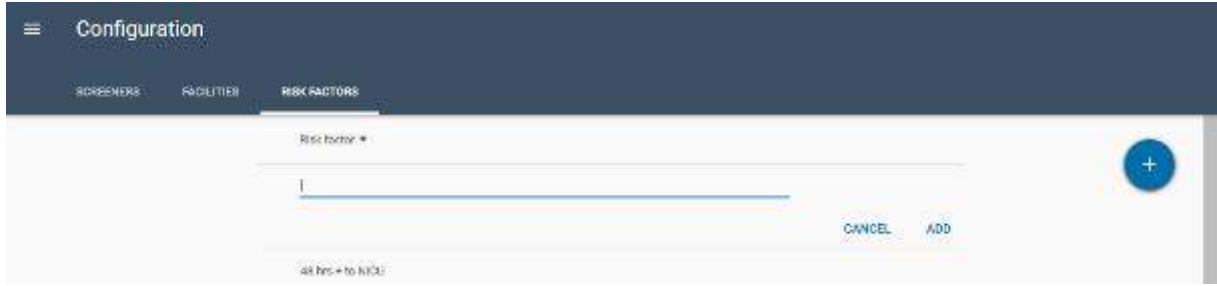 Configuration
SCREENERS FACILITIES RISK FACTORS
Risk factor
+
CANCEL ADD
48 hrs + to NICU